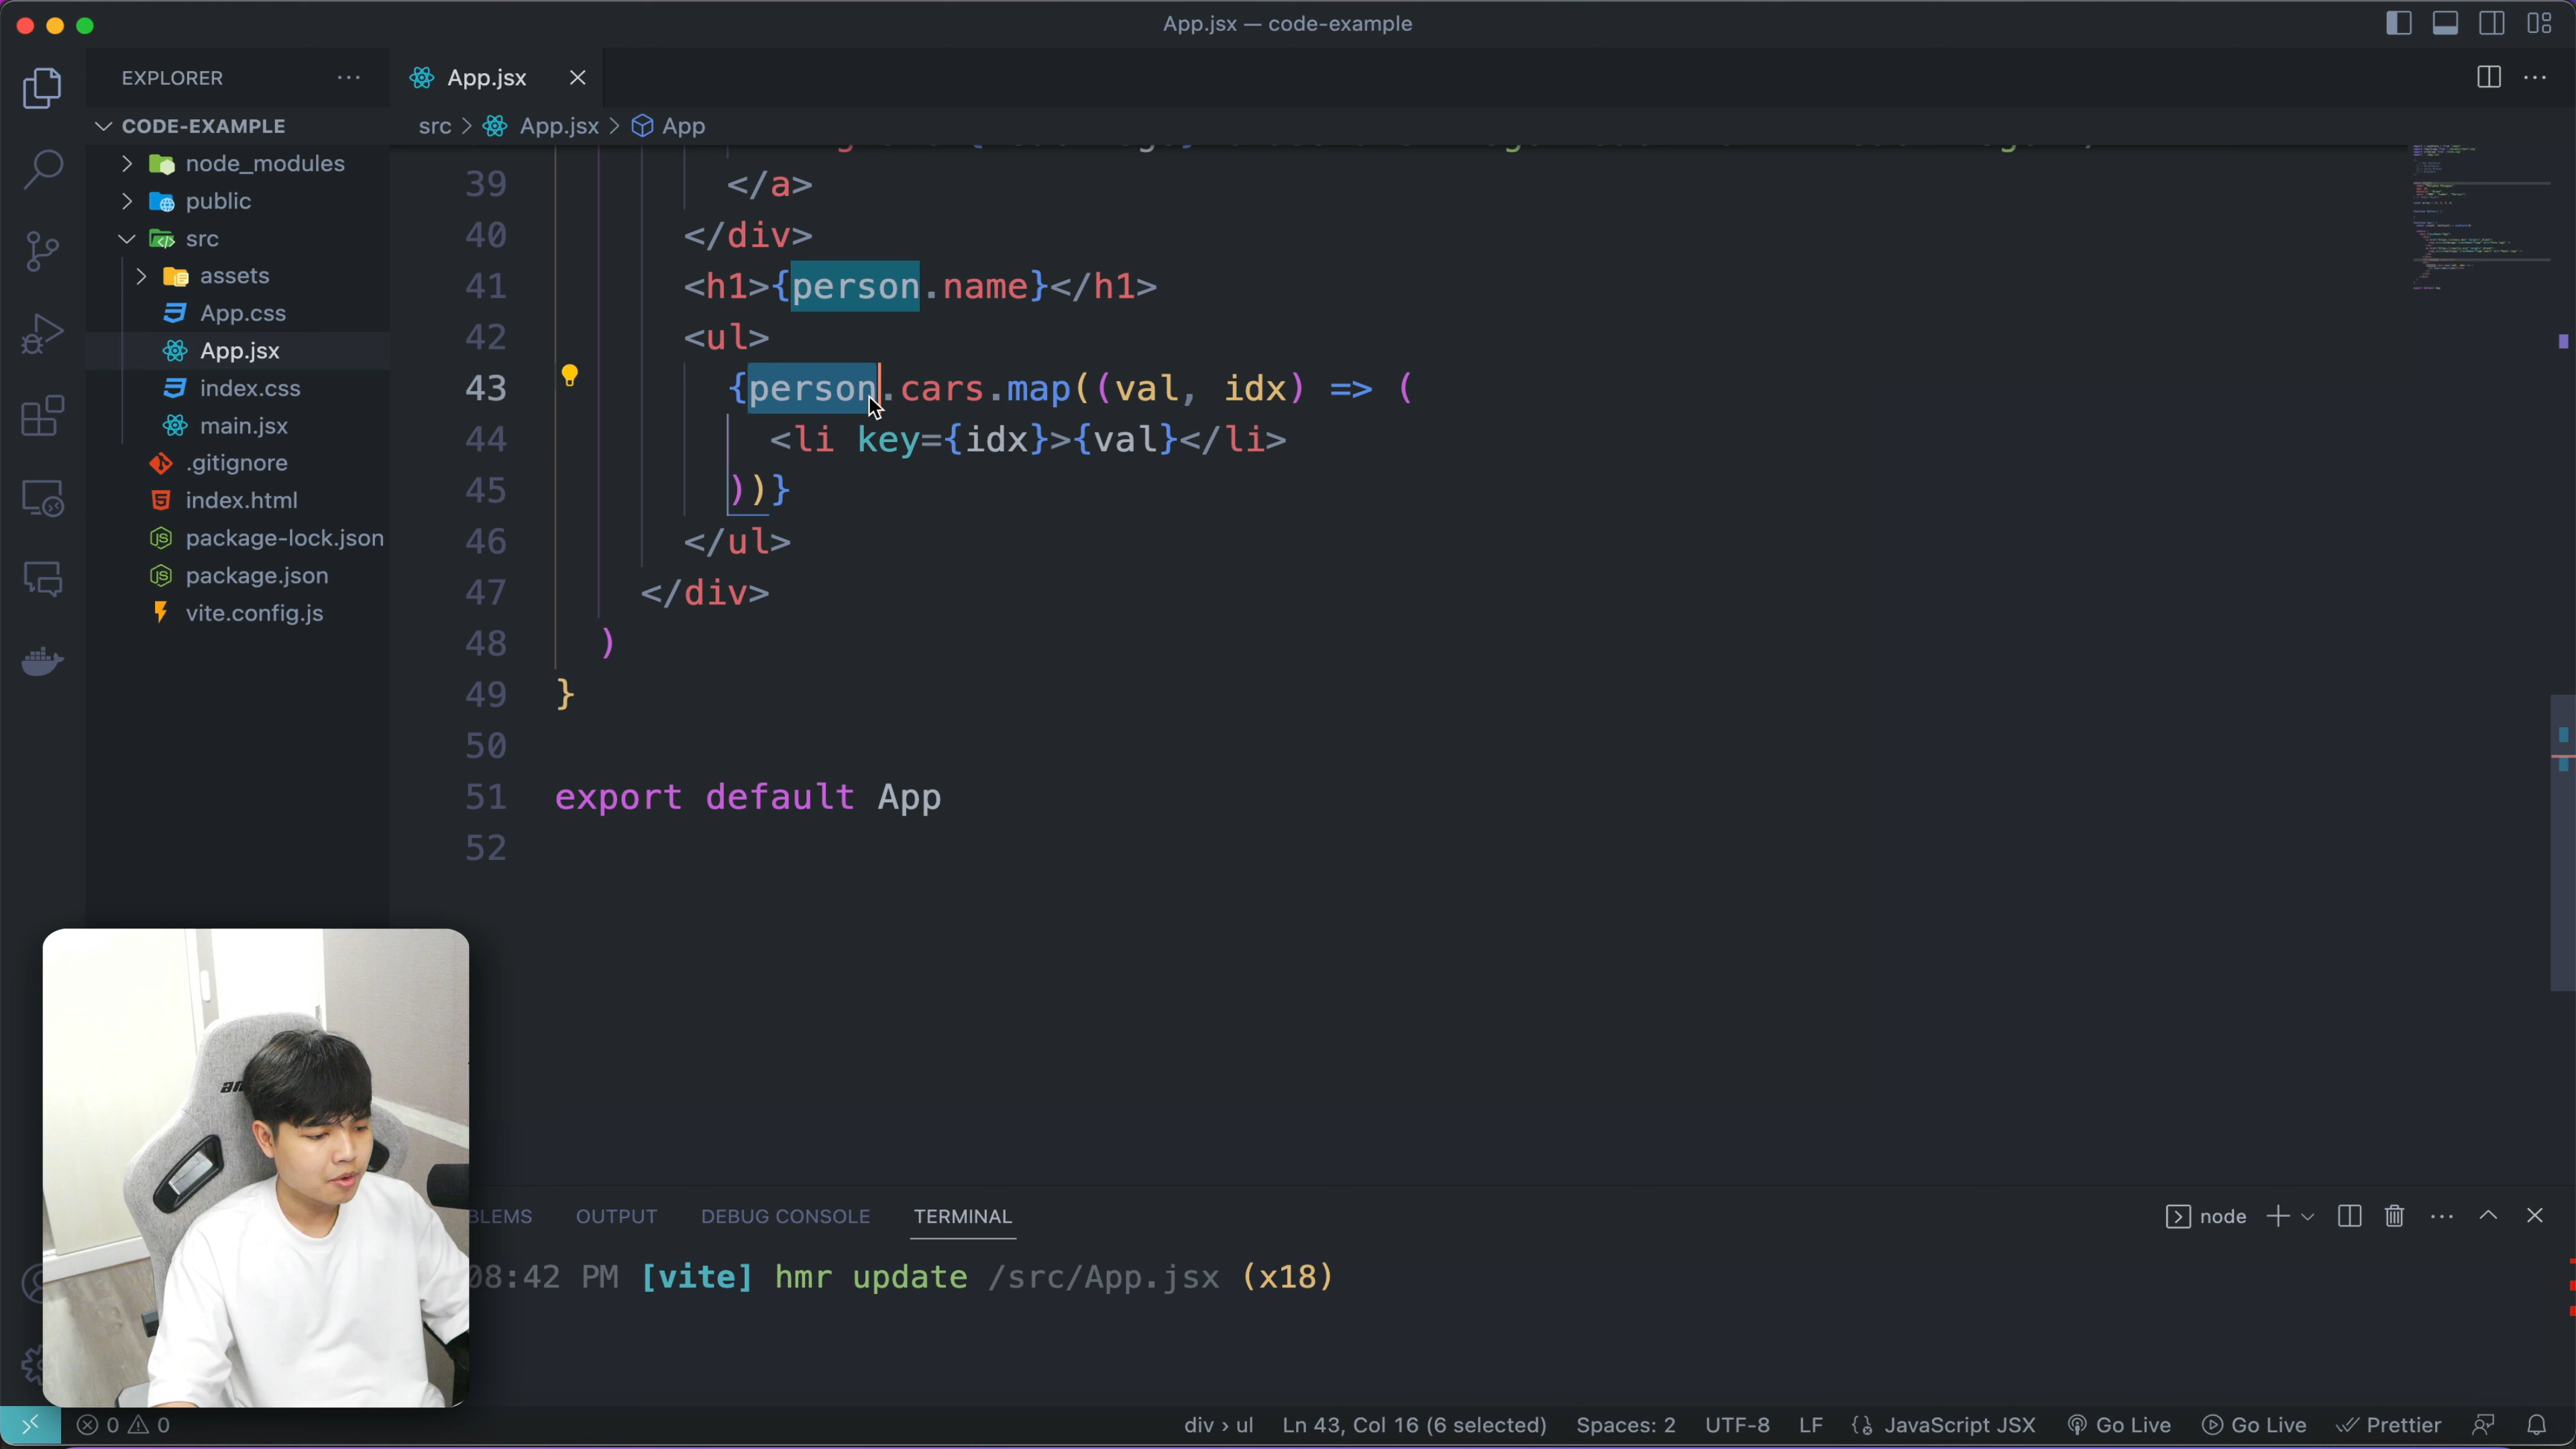 App.jsx — code-example
EXPLORER
App.jsx
CODE-EXAMPLE
src > App.jsx > App
node_modules
public
src
assets
App.css
App.jsx
index.css
main.jsx
.gitignore
index.html
package-lock.json
package.json
vite.config.js
39 </a>
40 </div>
41 <h1>{person.name}</h1>
42 <ul>
43 {person.cars.map((val, idx) => (
44 <li key={idx}>{val}</li>
45 ))}
46 </ul>
47 </div>
48 )
49 }
50
51 export default App
52
BLEMS OUTPUT DEBUG CONSOLE TERMINAL node
08:42 PM [vite] hmr update /src/App.jsx (x18)
0 0 div › ul Ln 43, Col 16 (6 selected) Spaces: 2 UTF-8 LF JavaScript JSX Go Live Go Live Prettier